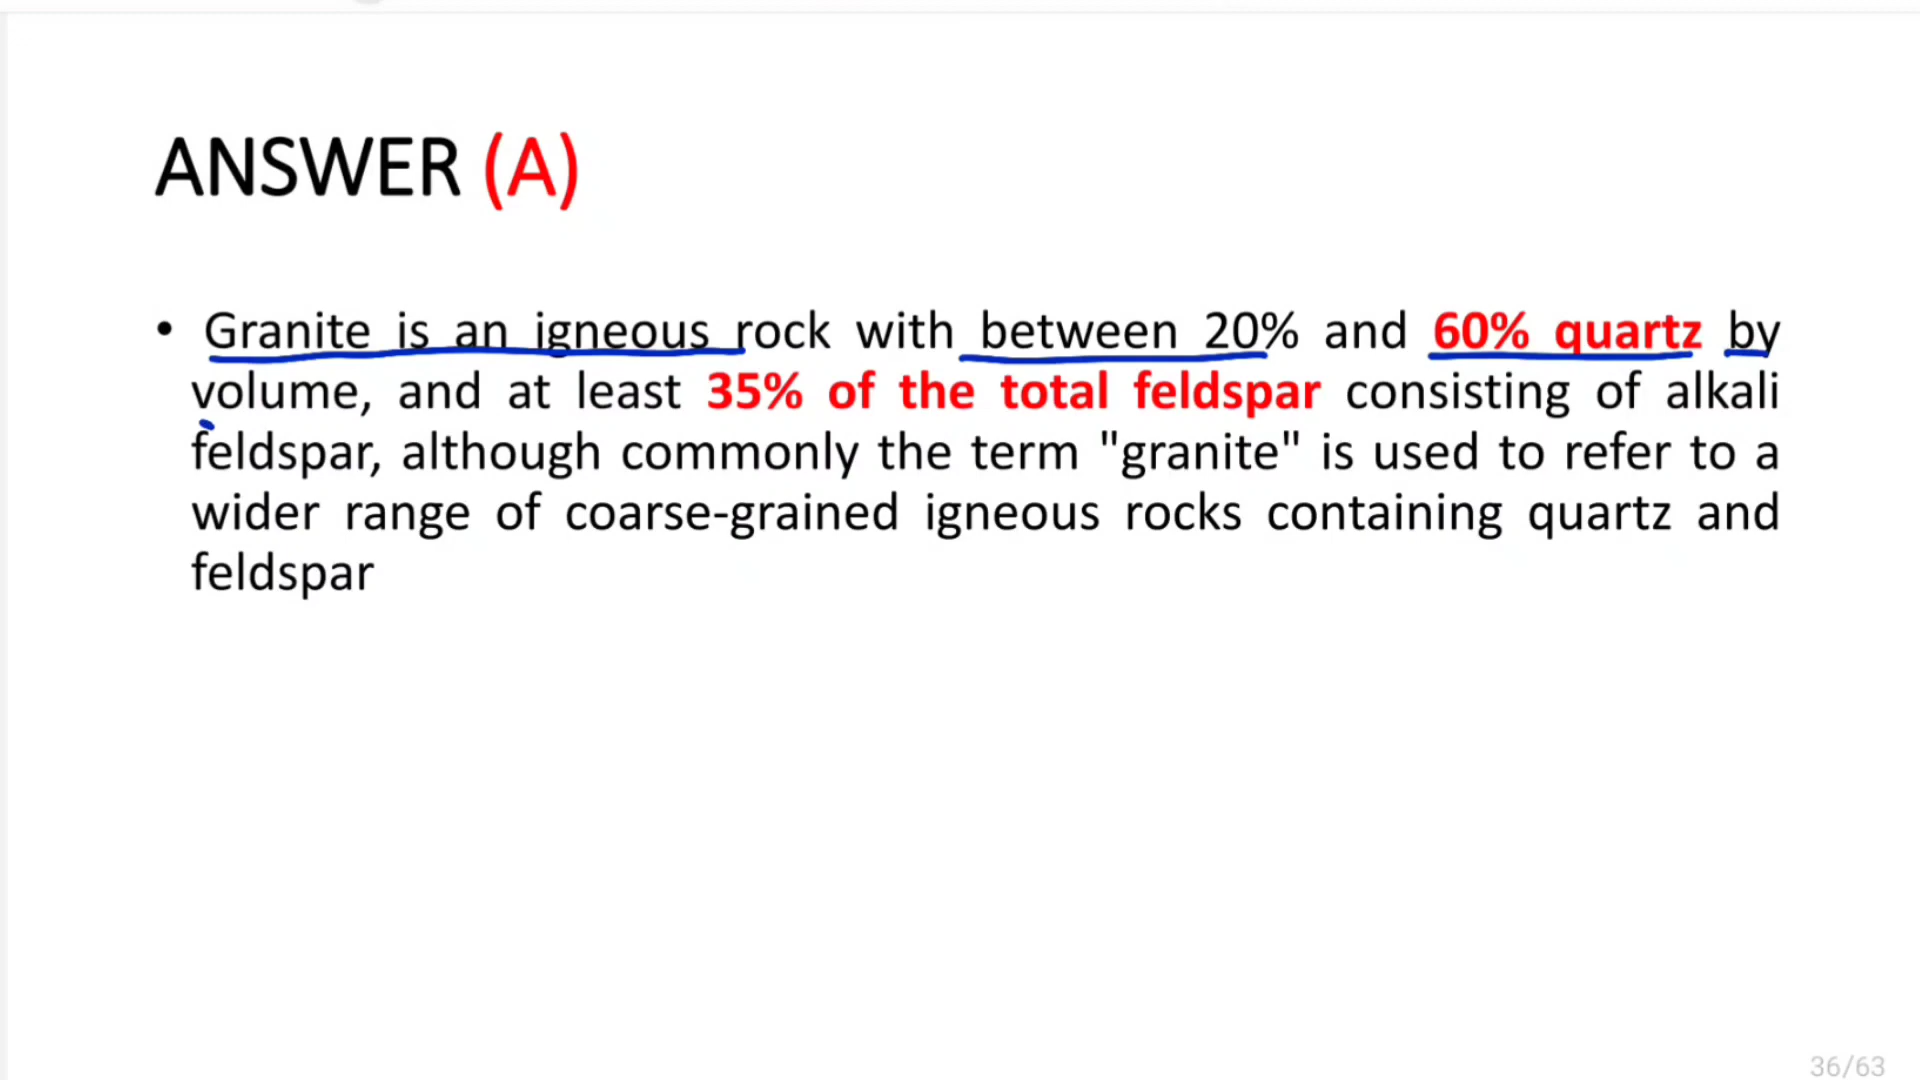 ANSWER (A)
• Granite is an igneous rock with between 20% and 60% quartz by
volume, and at least 35% of the total feldspar consisting of alkali
feldspar, although commonly the term "granite" is used to refer to a
wider range of coarse-grained igneous rocks containing quartz and
feldspar
36/63